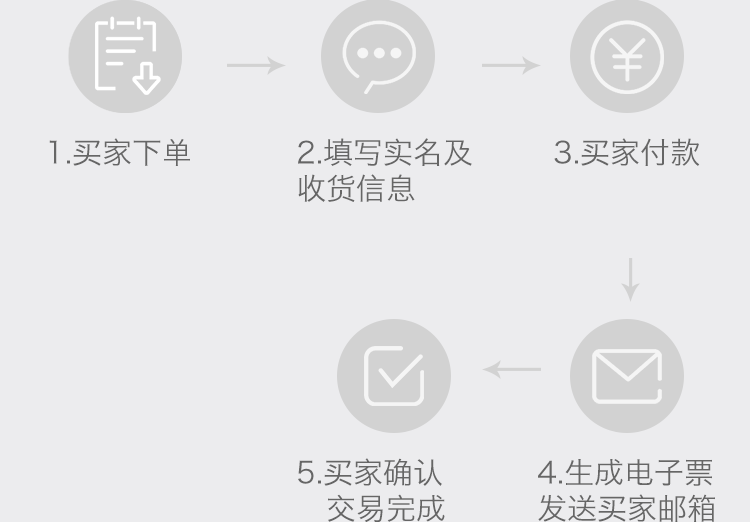 1.买家下单
2.填写实名及
收货信息
3.买家付款
4.生成电子票
发送买家邮箱
5.买家确认
交易完成